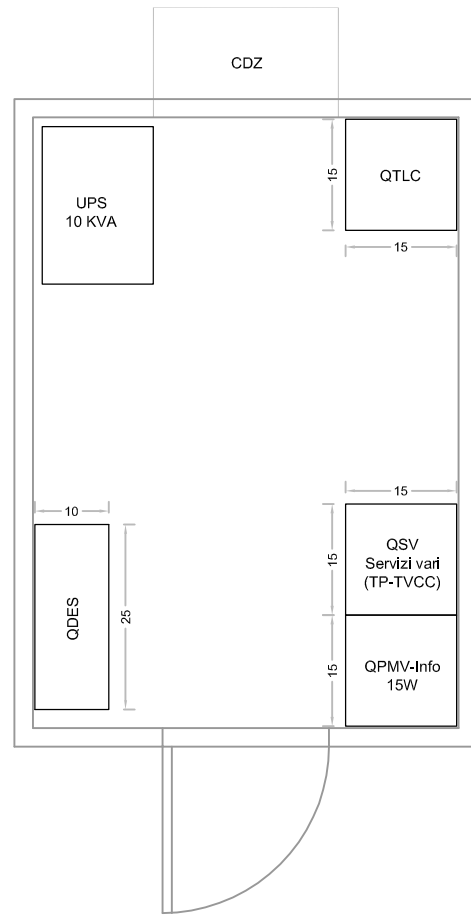 CDZ
UPS
10 KVA
15
QTLC
15
15
10
15
QSV
Servizi vari
(TP-TVCC)
QDES
25
15
QPMV-Info
15W